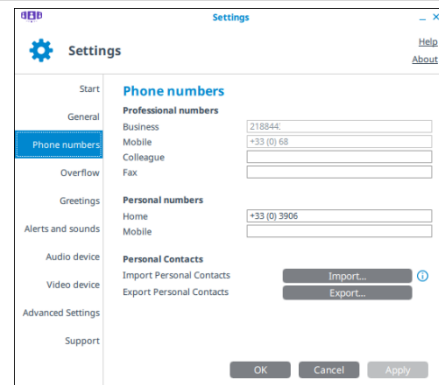 Settings
Settings
Help
About
Start
General
Phone numbers
Overflow
Greetings
Alerts and sounds
Audio device
Video device
Advanced Settings
Support
Phone numbers
Professional numbers
Business 218844
Mobile +33 (0) 68
Colleague
Fax
Personal numbers
Home +33 (0) 3906
Mobile
Personal Contacts
Import Personal Contacts Import...
Export Personal Contacts Export...
OK Cancel Apply